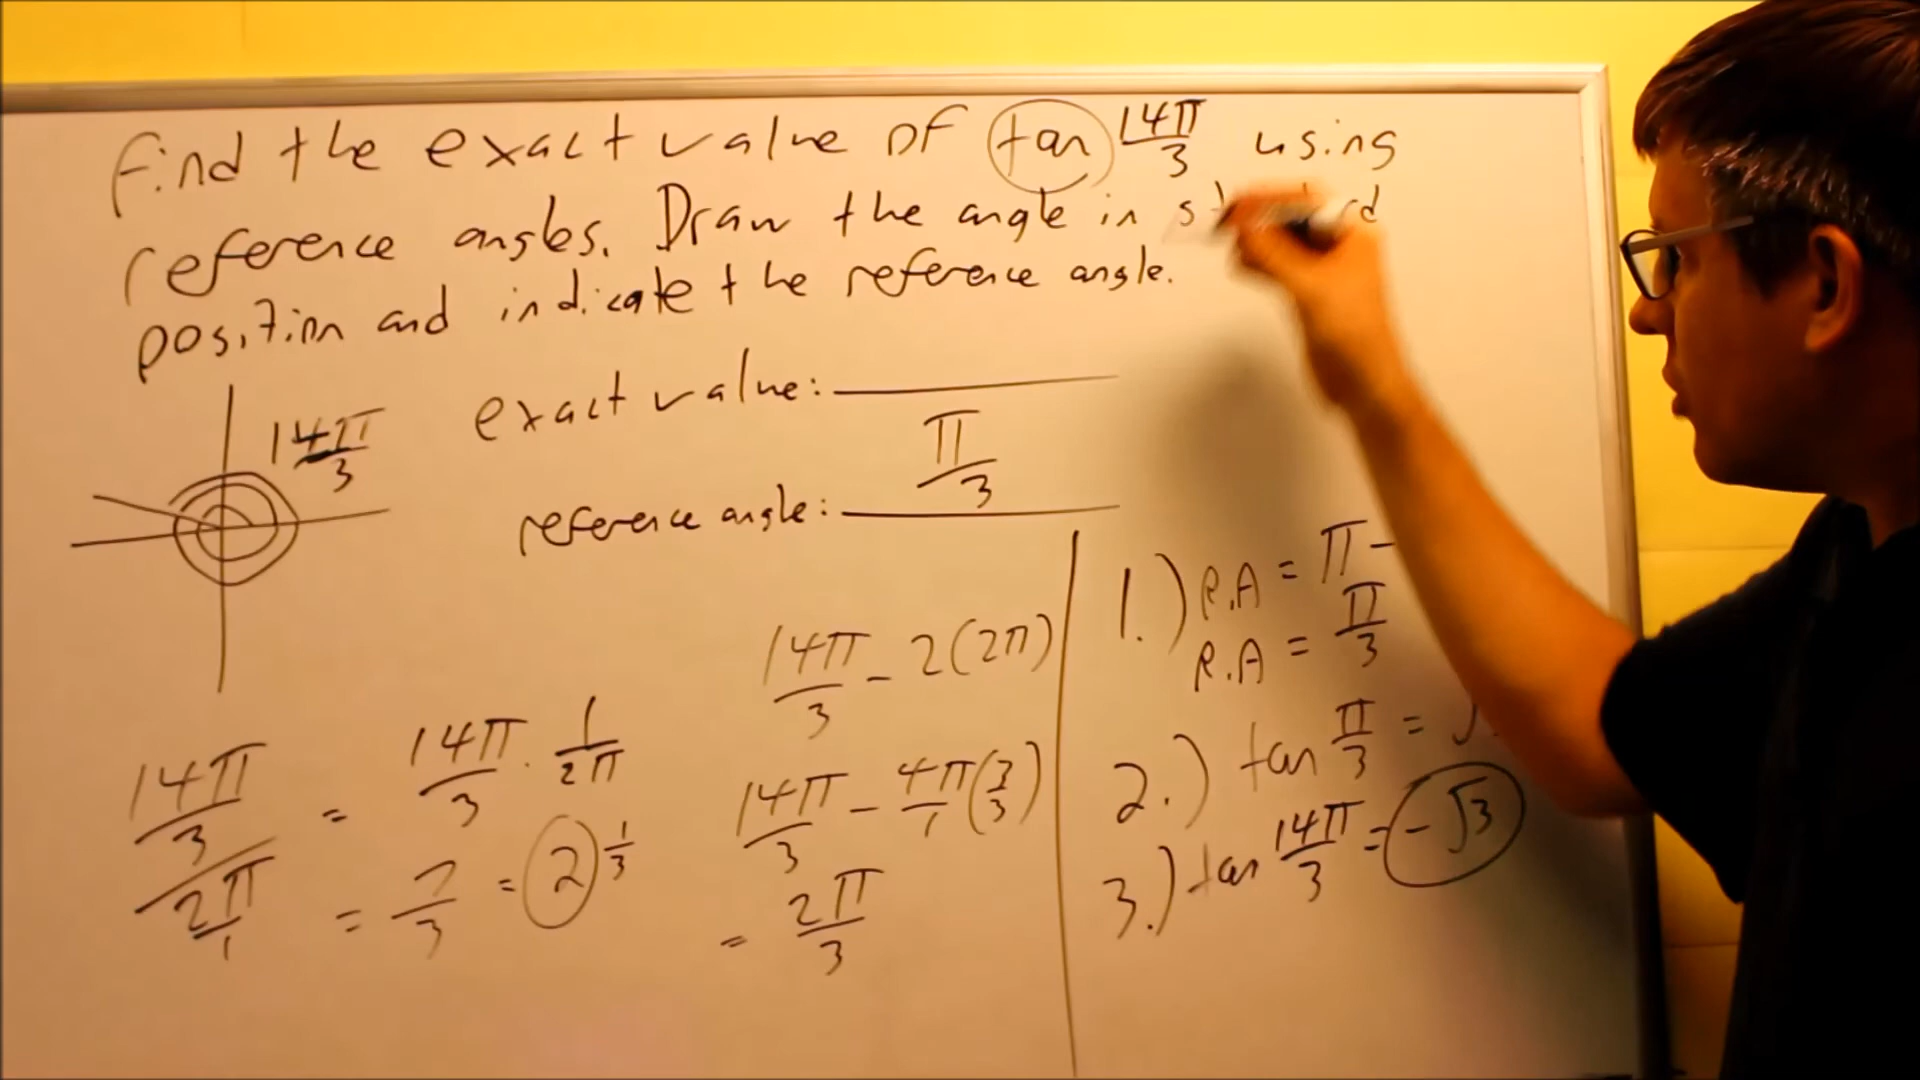 find the exact value of tan 14π/3 using
reference angles. Draw the angle in
position and indicate the reference angle.
14π/3
exact value:
reference angle: π/3
14π/3 / 2π/1 = 14π/3 · 1/2π
= 7/3 = 2 1/3
14π/3 - 2(2π)
14π/3 - 4π/1 (3/3)
= 2π/3
1.) R.A = π -
R.A = π/3
2.) tan π/3 =
3.) tan 14π/3 = -√3